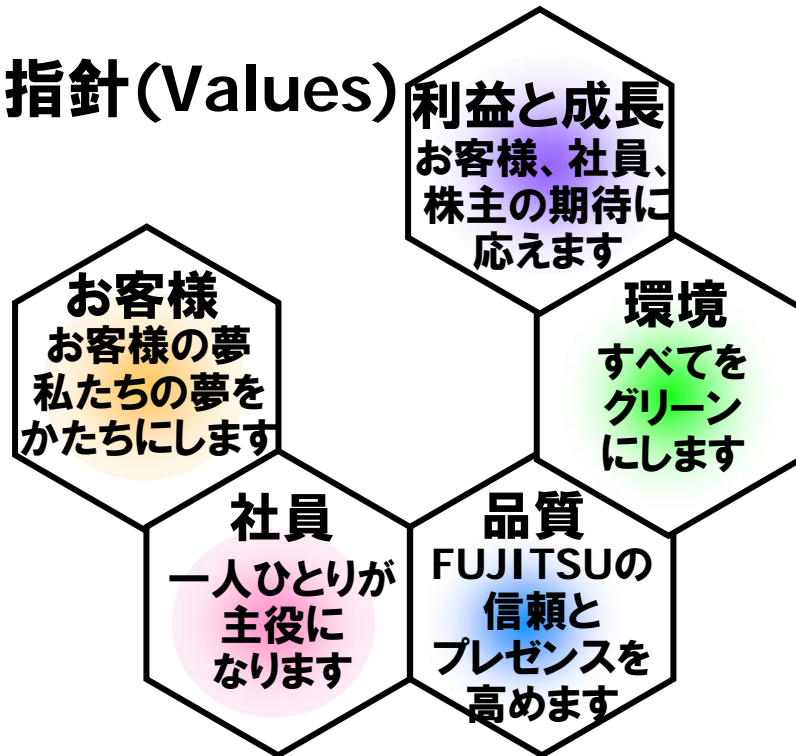 指針(Values)
利益と成長
お客様、社員、
株主の期待に
応えます
お客様
お客様の夢
私たちの夢を
かたちにします
環境
すべてを
グリーン
にします
社員
一人ひとりが
主役に
なります
品質
FUJITSUの
信頼と
プレゼンスを
高めます